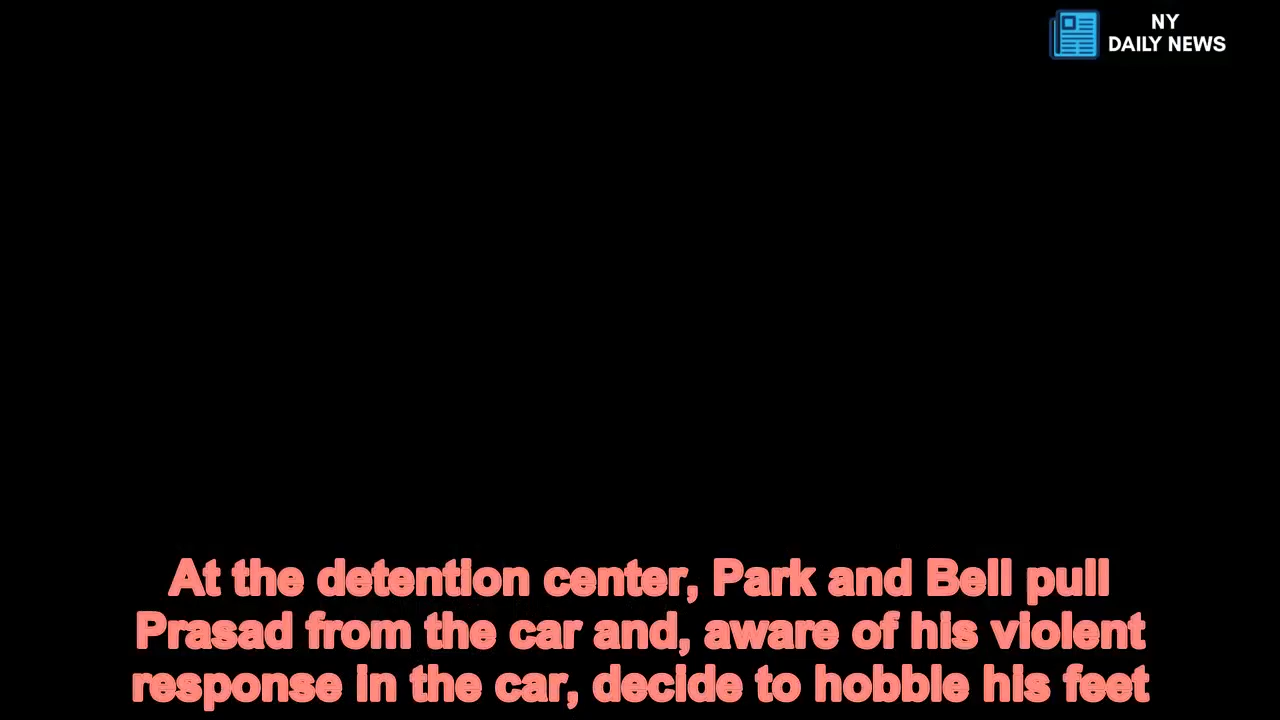 NY
DAILY NEWS
At the detention center, Park and Bell pull
Prasad from the car and, aware of his violent
response in the car, decide to hobble his feet